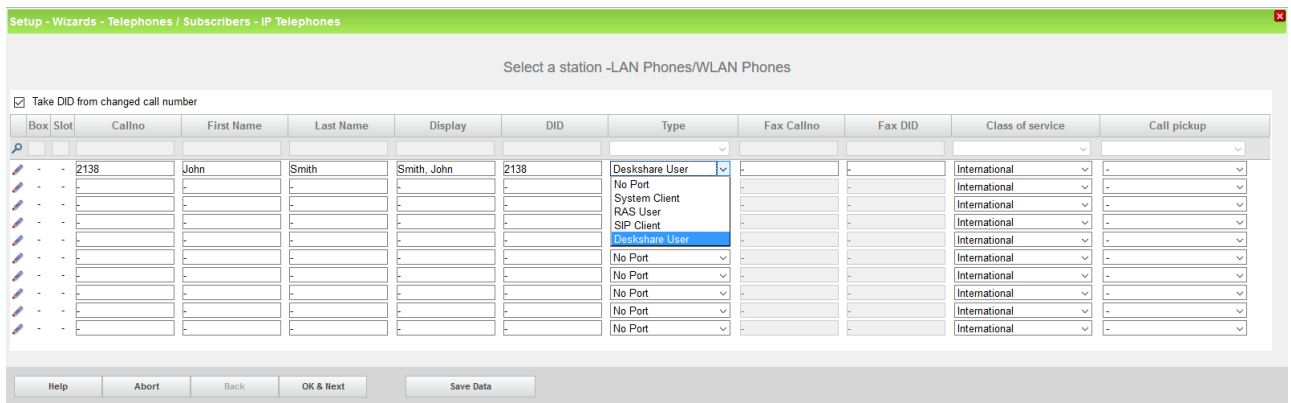 Setup - Wizards - Telephones / Subscribers - IP Telephones
Select a station -LAN Phones/WLAN Phones
Take DID from changed call number
Box Slot Callno First Name Last Name Display DID Type Fax Callno Fax DID Class of service Call pickup
- - 2138 John Smith Smith, John 2138 Deskshare User - - International -
- - - - - - - No Port - - International -
- - - - - - - System Client - - International -
- - - - - - - RAS User - - International -
- - - - - - - SIP Client - - International -
- - - - - - - Deskshare User - - International -
- - - - - - - No Port - - International -
- - - - - - - No Port - - International -
- - - - - - - No Port - - International -
- - - - - - - No Port - - International -
- - - - - - - No Port - - International -
Help Abort Back OK & Next Save Data